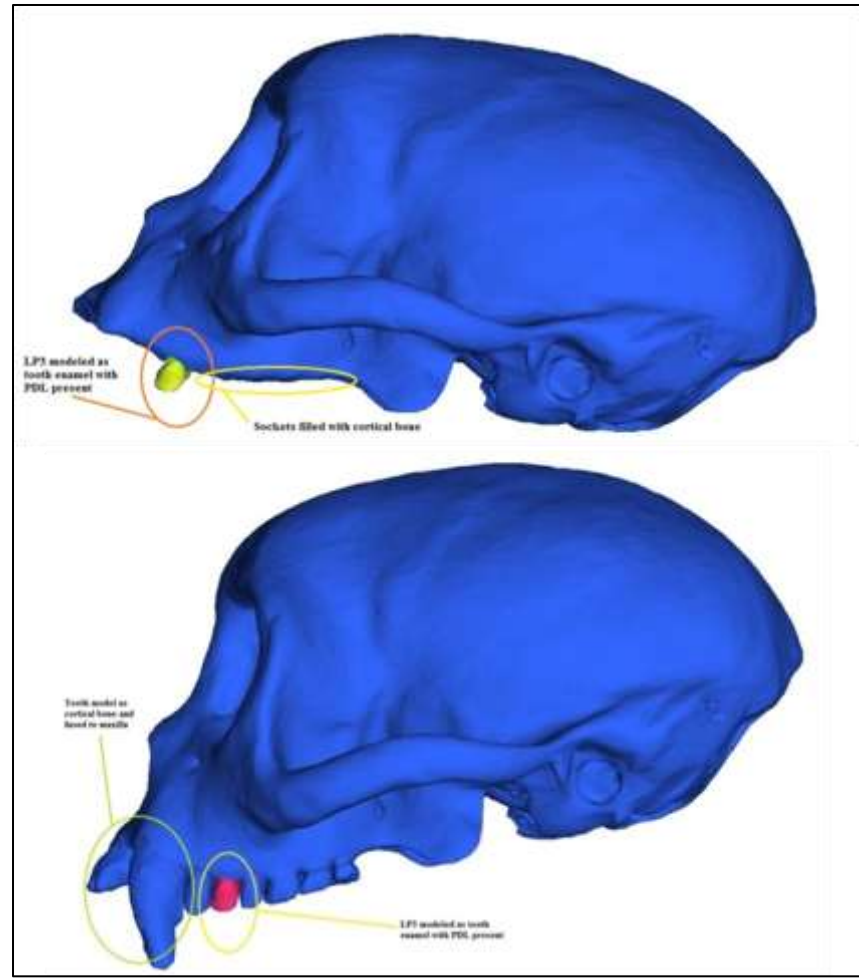 LP3 modeled as
tooth enamel with
PDL present
Sockets filled with cortical bone
Tooth model as
cortical bone and
fused to maxilla
LP3 modeled as tooth
enamel with PDL present